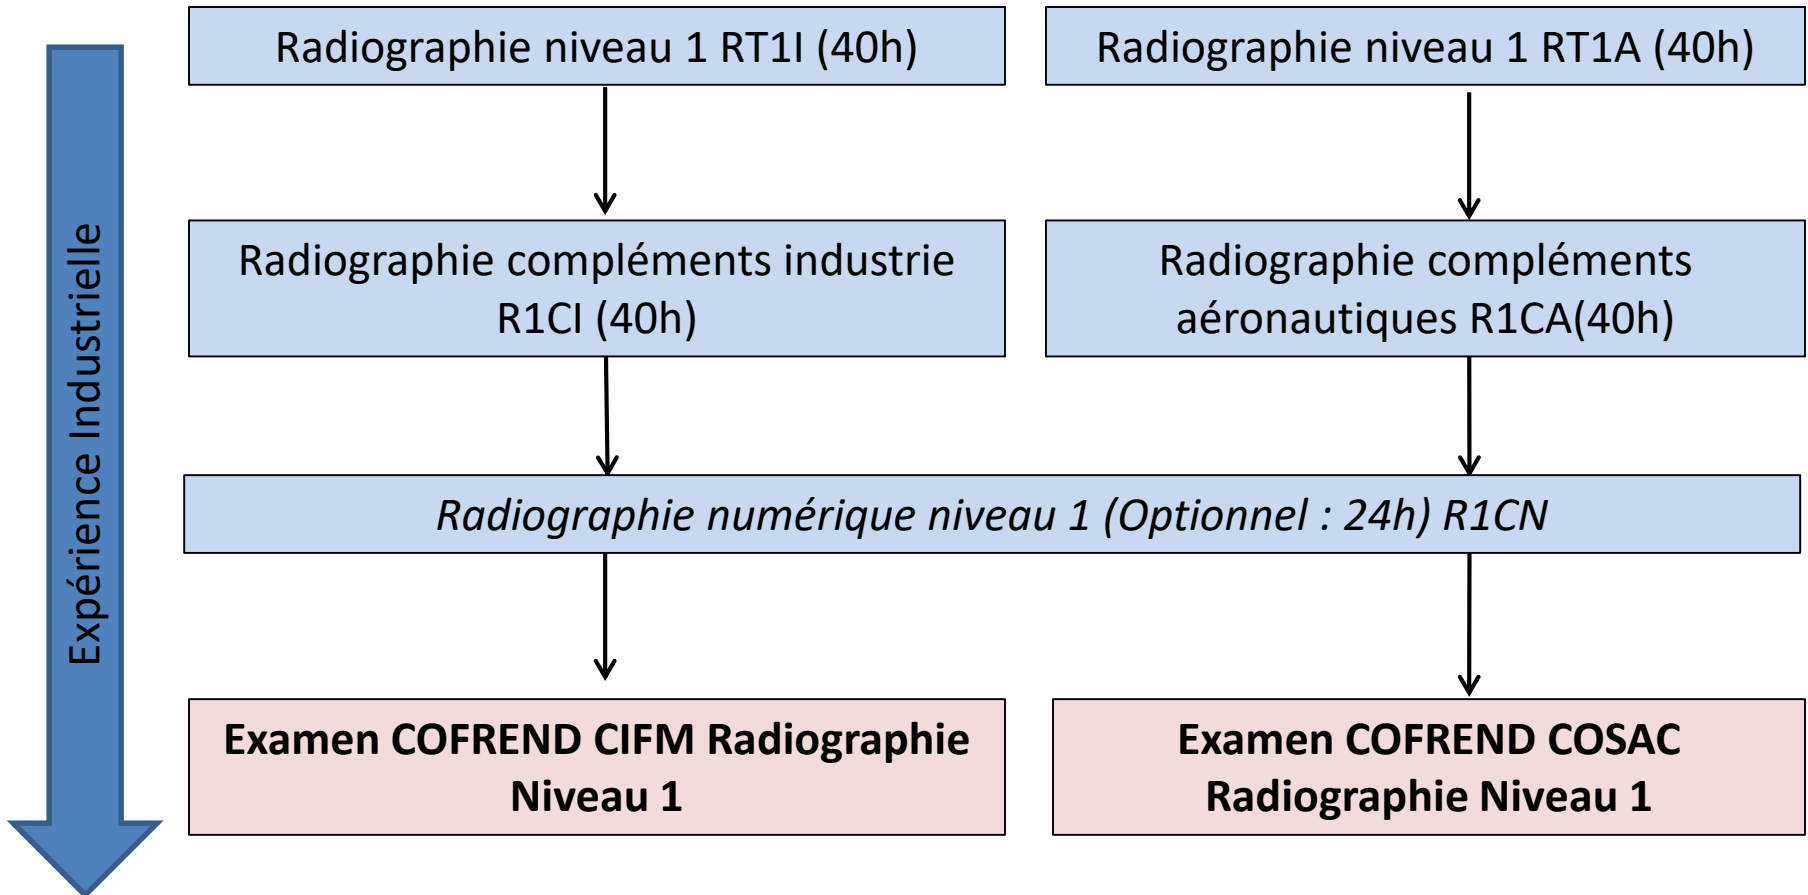 Radiographie niveau 1 RT1I (40h)
Radiographie niveau 1 RT1A (40h)
Expérience Industrielle
Radiographie compléments industrie
R1CI (40h)
Radiographie compléments
aéronautiques R1CA(40h)
Radiographie numérique niveau 1 (Optionnel : 24h) R1CN
Examen COFREND CIFM Radiographie
Niveau 1
Examen COFREND COSAC
Radiographie Niveau 1